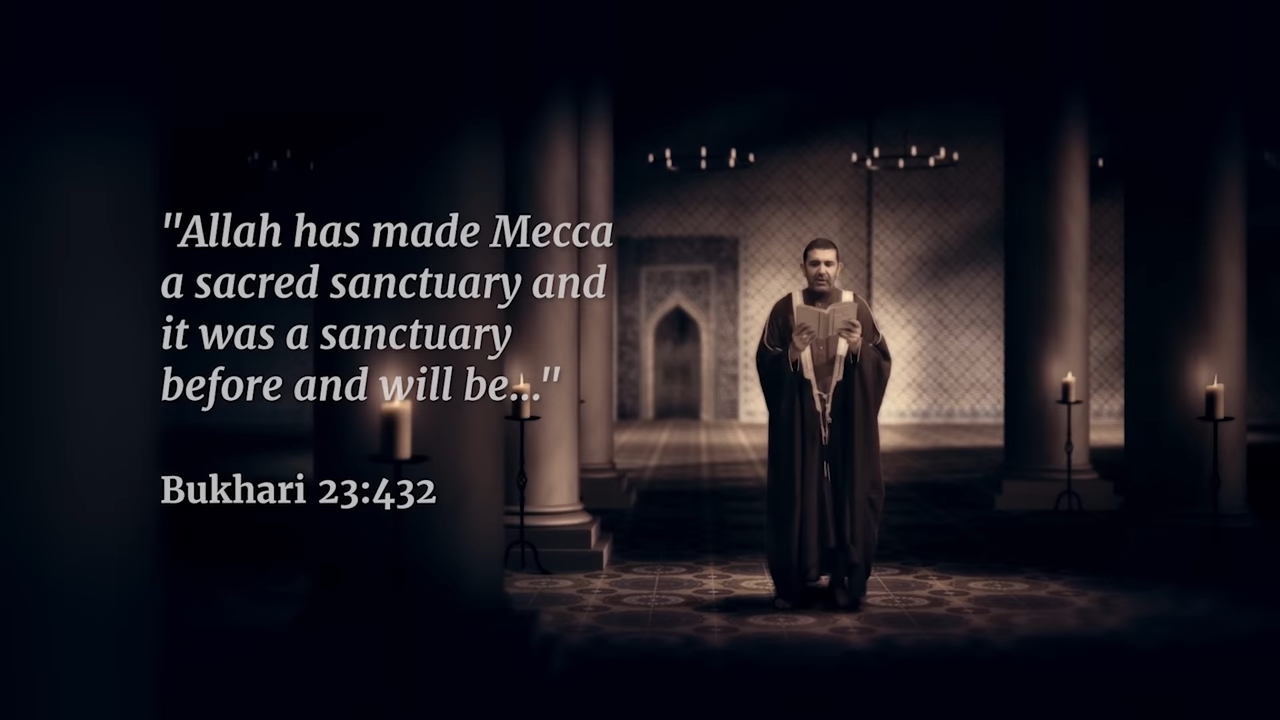 "Allah has made Mecca
a sacred sanctuary and
it was a sanctuary
before and will be..."
Bukhari 23:432